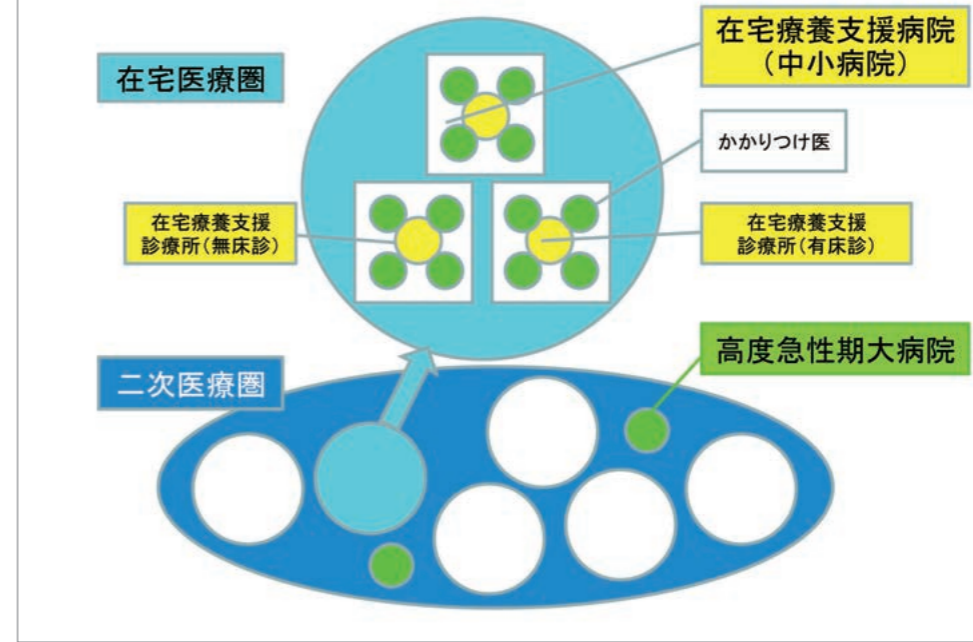 在宅療養支援病院
（中小病院）
在宅医療圏
かかりつけ医
在宅療養支援
診療所（無床診）
在宅療養支援
診療所（有床診）
高度急性期大病院
二次医療圏